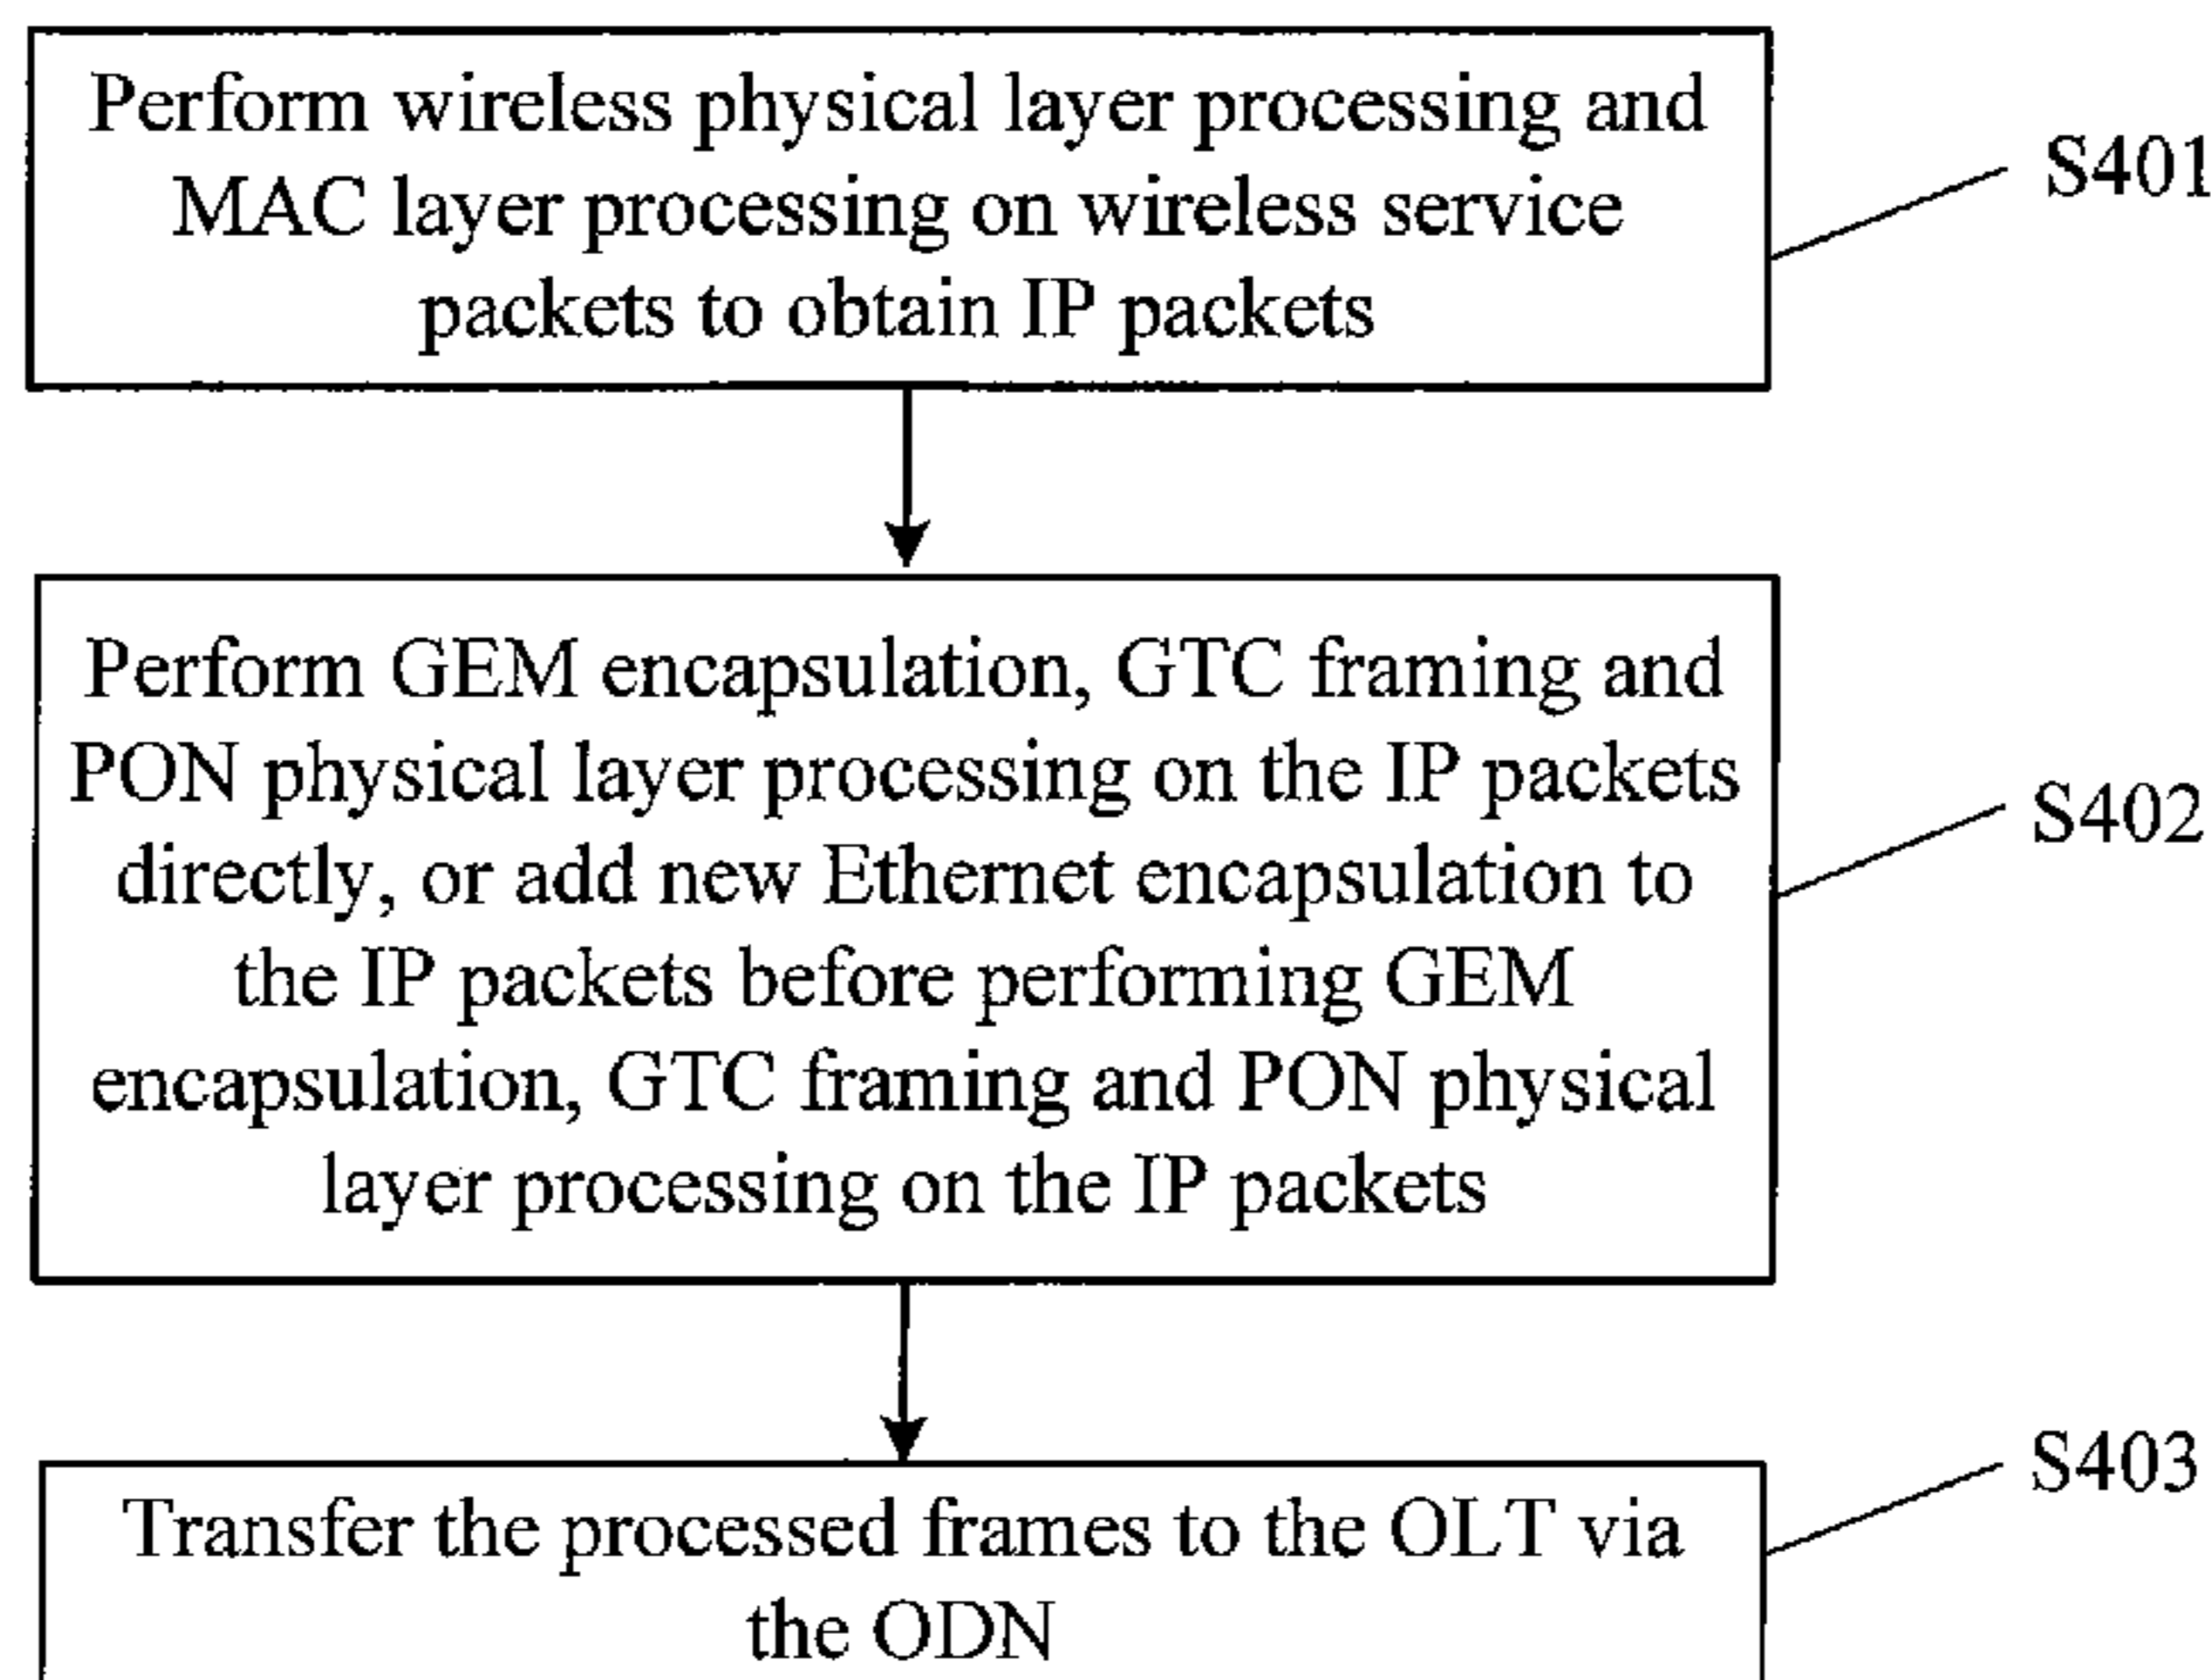 Perform wireless physical layer processing and
MAC layer processing on wireless service
packets to obtain IP packets
S401
Perform GEM encapsulation, GTC framing and
PON physical layer processing on the IP packets
directly, or add new Ethernet encapsulation to
the IP packets before performing GEM
encapsulation, GTC framing and PON physical
layer processing on the IP packets
S402
Transfer the processed frames to the OLT via
the ODN
S403